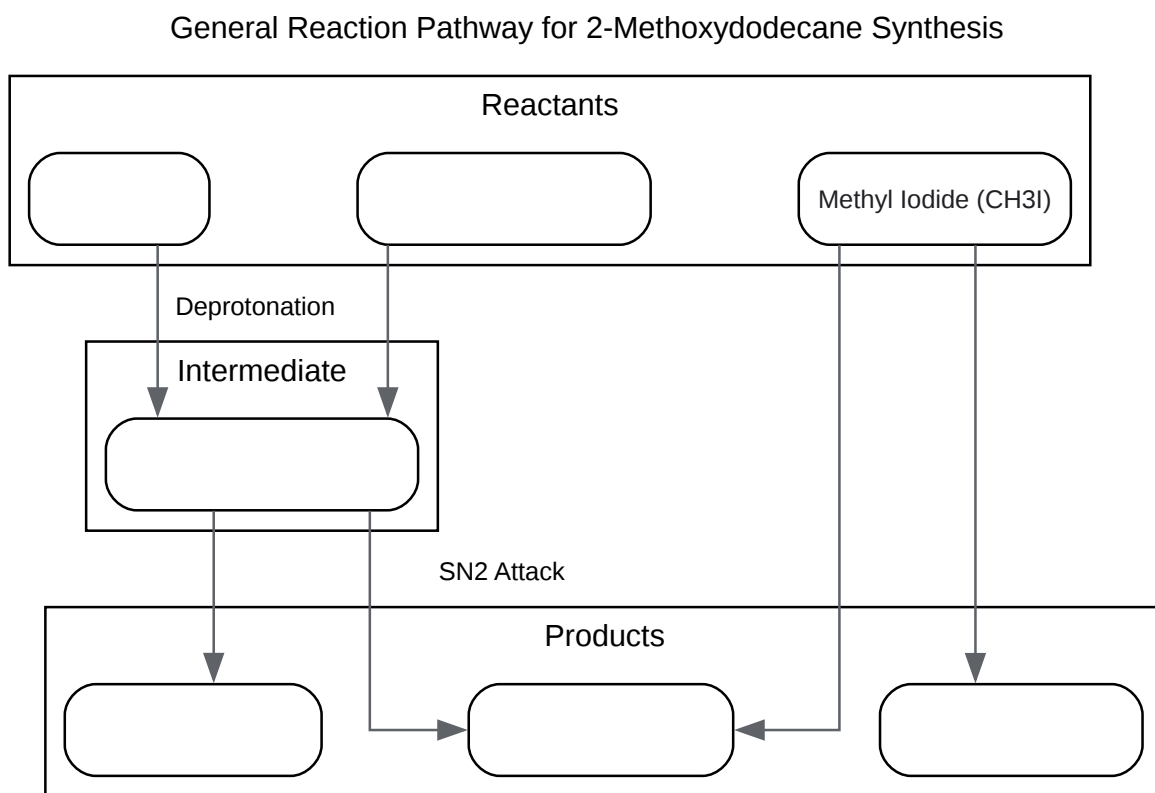 General Reaction Pathway for 2-Methoxydodecane Synthesis
Reactants
Methyl Iodide (CH3I)
Deprotonation
Intermediate
SN2 Attack
Products